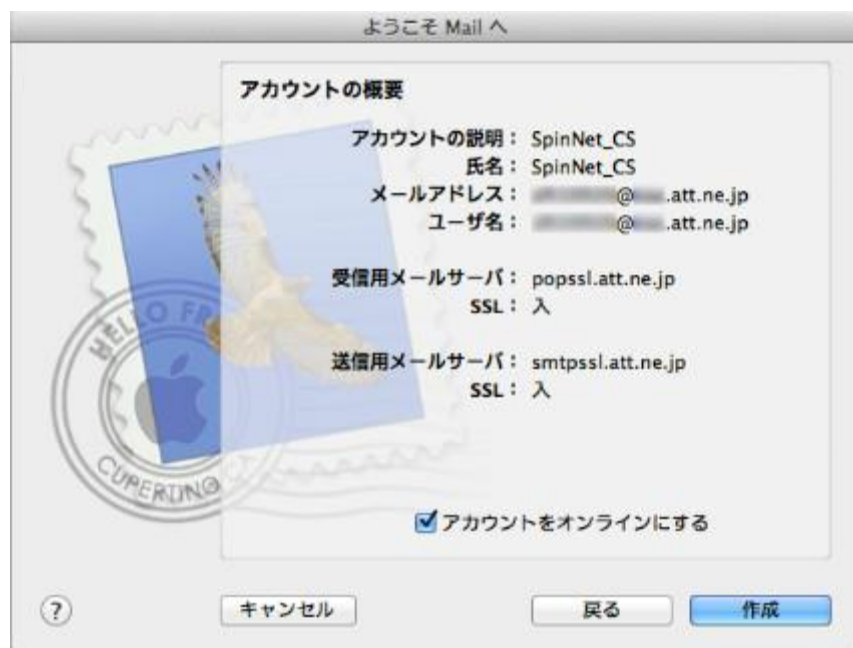 ようこそ Mail へ
アカウントの概要
アカウントの説明： SpinNet_CS
氏名： SpinNet_CS
メールアドレス： @ .att.ne.jp
ユーザ名： @ .att.ne.jp
受信用メールサーバ： popssl.att.ne.jp
SSL： 入
送信用メールサーバ： smtpssl.att.ne.jp
SSL： 入
HELLO FR
CUPERTINO
アカウントをオンラインにする
? キャンセル 戻る 作成